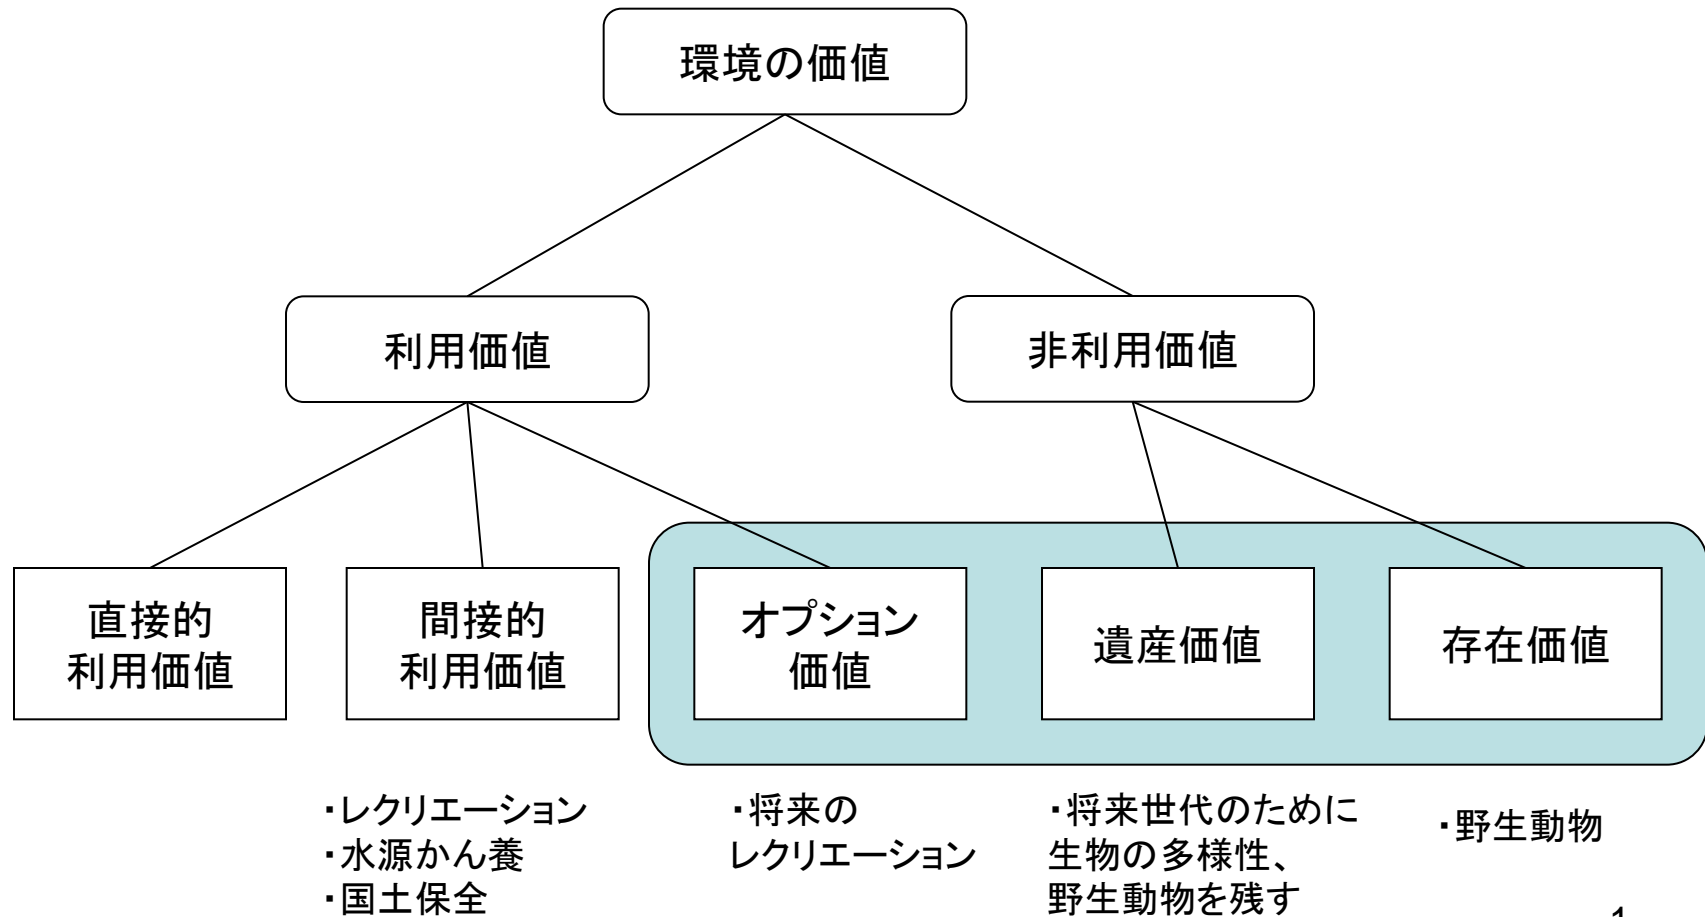 環境の価値
利用価値
非利用価値
直接的
利用価値
間接的
利用価値
オプション
価値
遺産価値
存在価値
・レクリエーション
・水源かん養
・国土保全
・将来の
レクリエーション
・将来世代のために
生物の多様性、
野生動物を残す
・野生動物
1